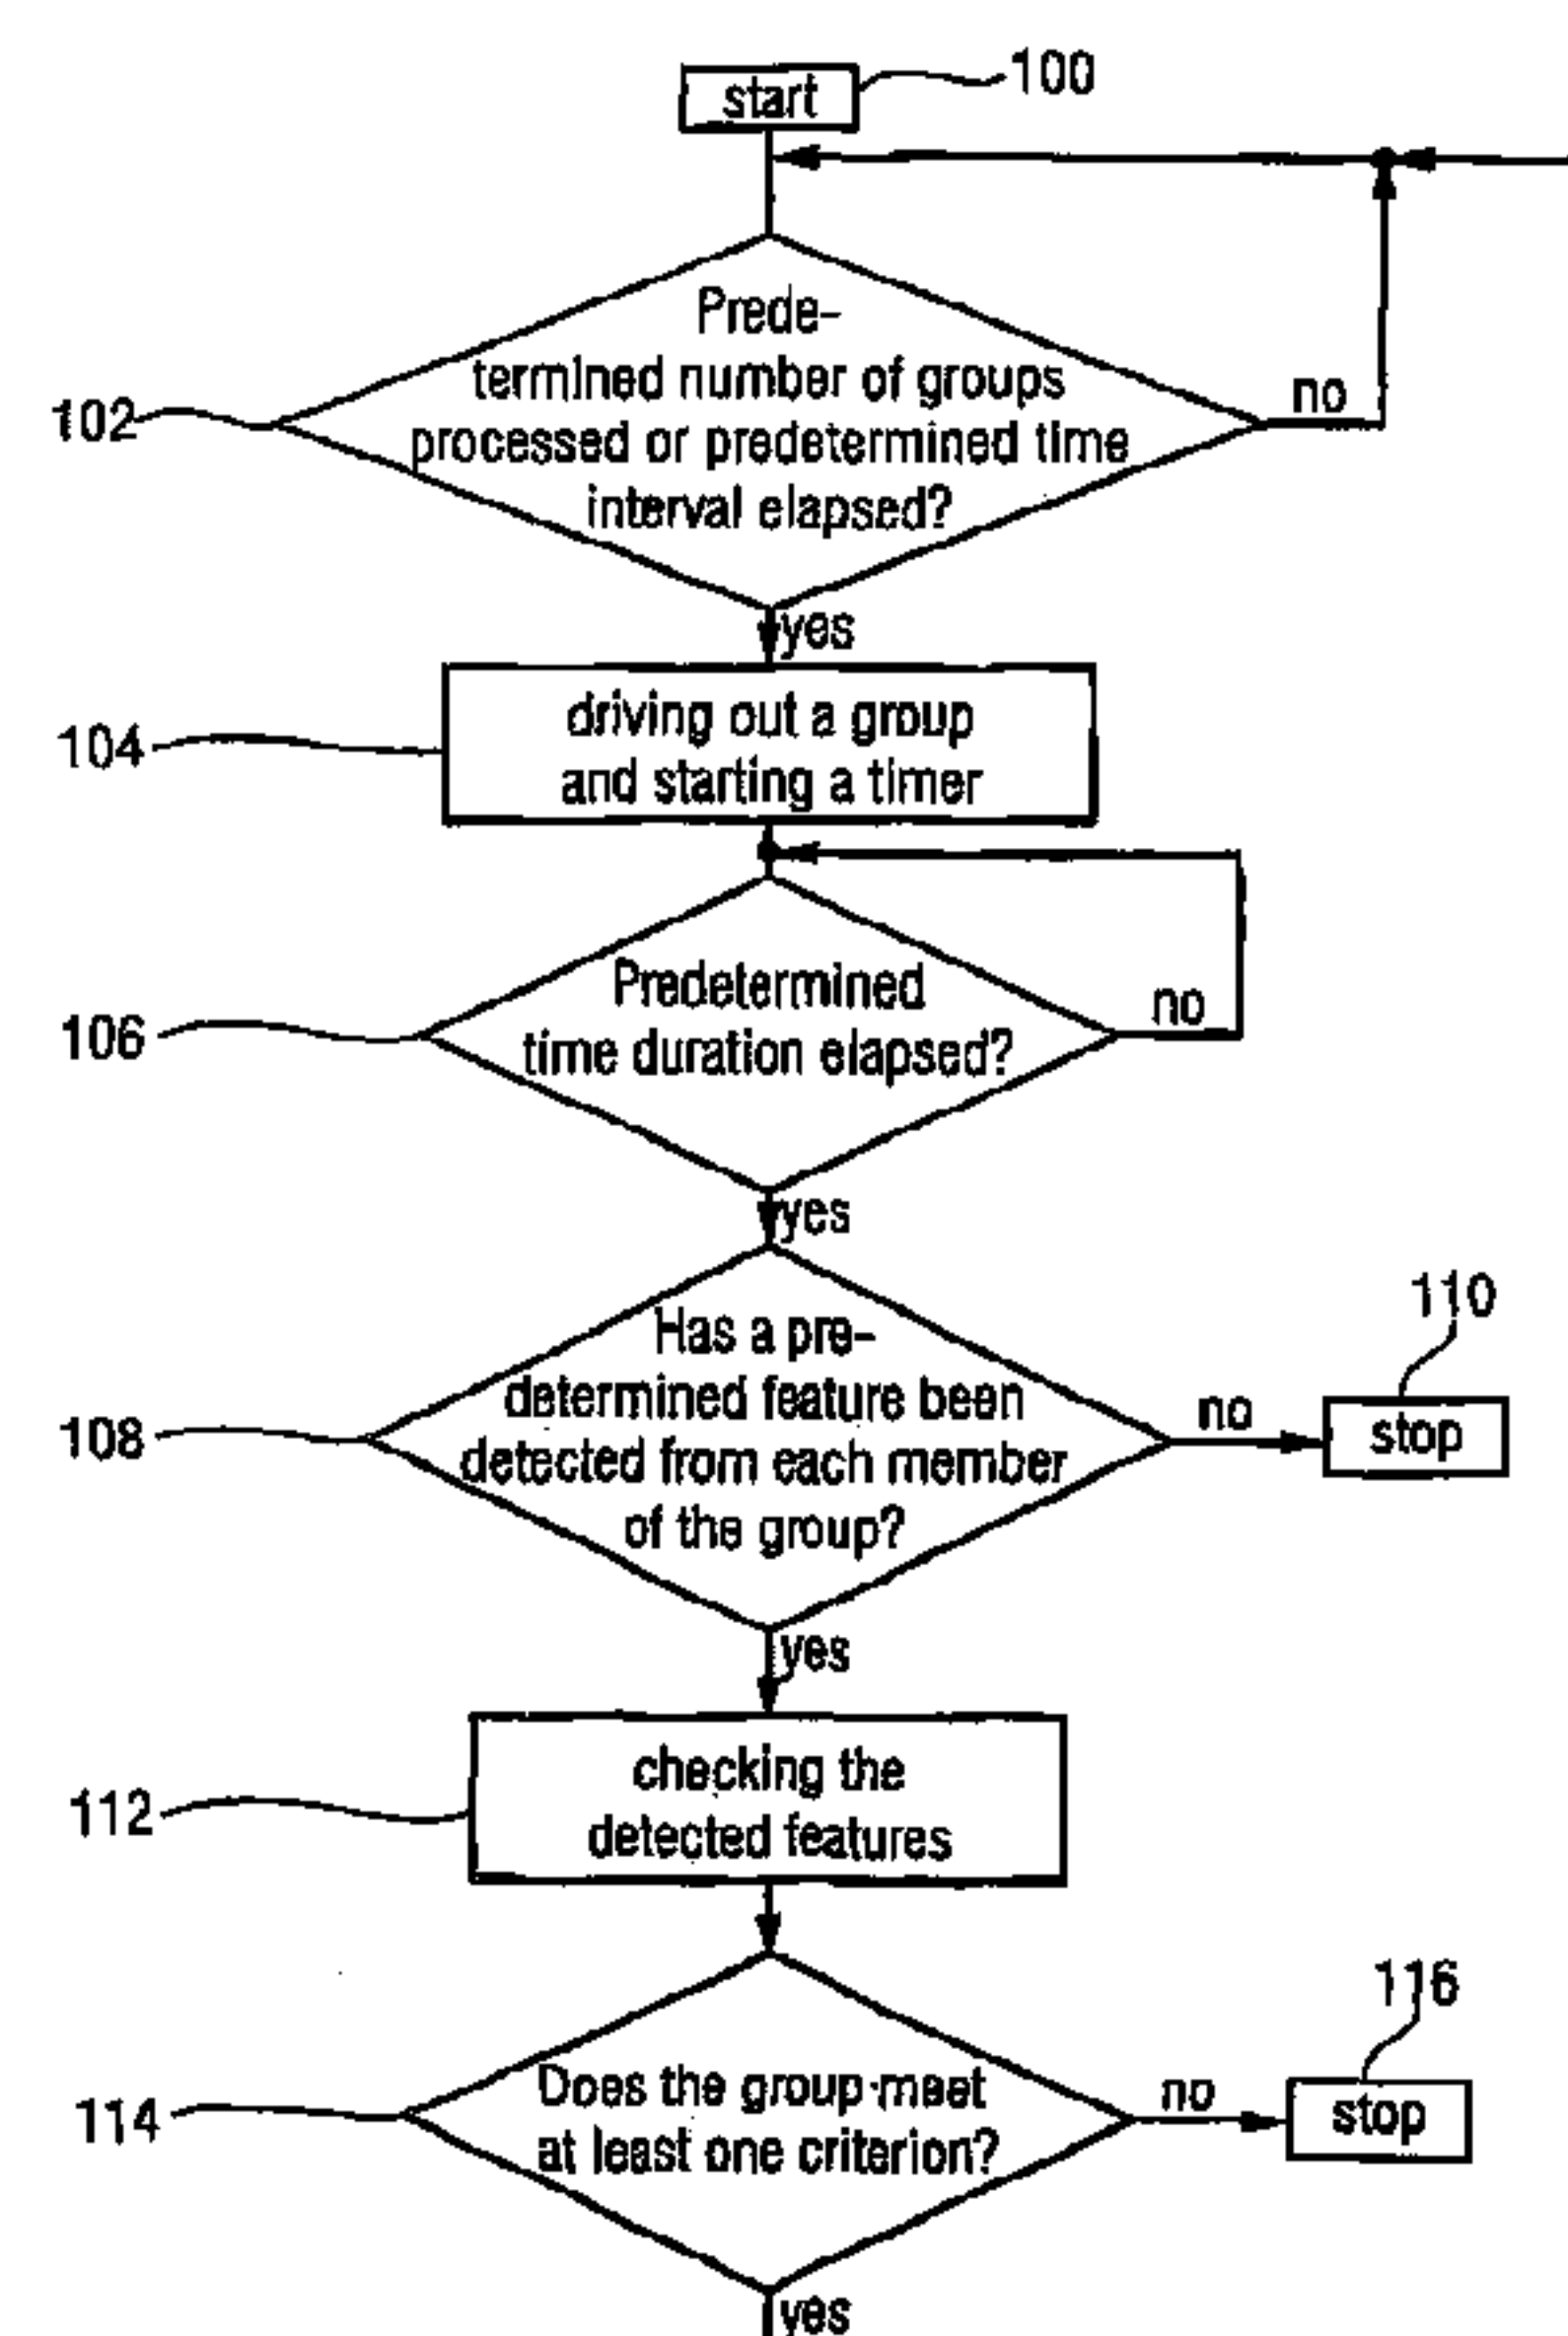 start
100
Prede-
termined number of groups
processed or predetermined time
interval elapsed?
102
no
yes
driving out a group
and starting a timer
104
Predetermined
time duration elapsed?
106
no
yes
Has a pre-
determined feature been
detected from each member
of the group?
108
no
110
stop
yes
checking the
detected features
112
Does the group meet
at least one criterion?
114
no
116
stop
yes